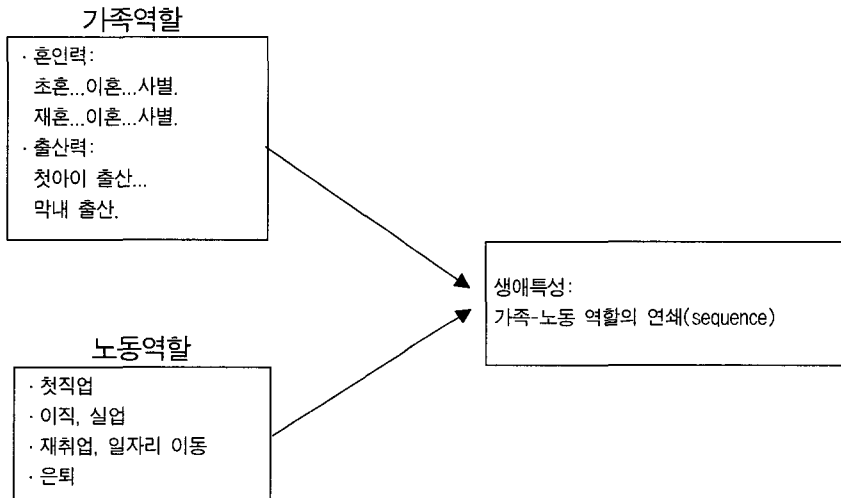 가족역할
· 혼인력:
초혼...이혼...사별.
재혼...이혼...사별.
· 출산력:
첫아이 출산...
막내 출산.
생애특성:
가족-노동 역할의 연쇄(sequence)
노동역할
· 첫직업
· 이직, 실업
· 재취업, 일자리 이동
· 은퇴